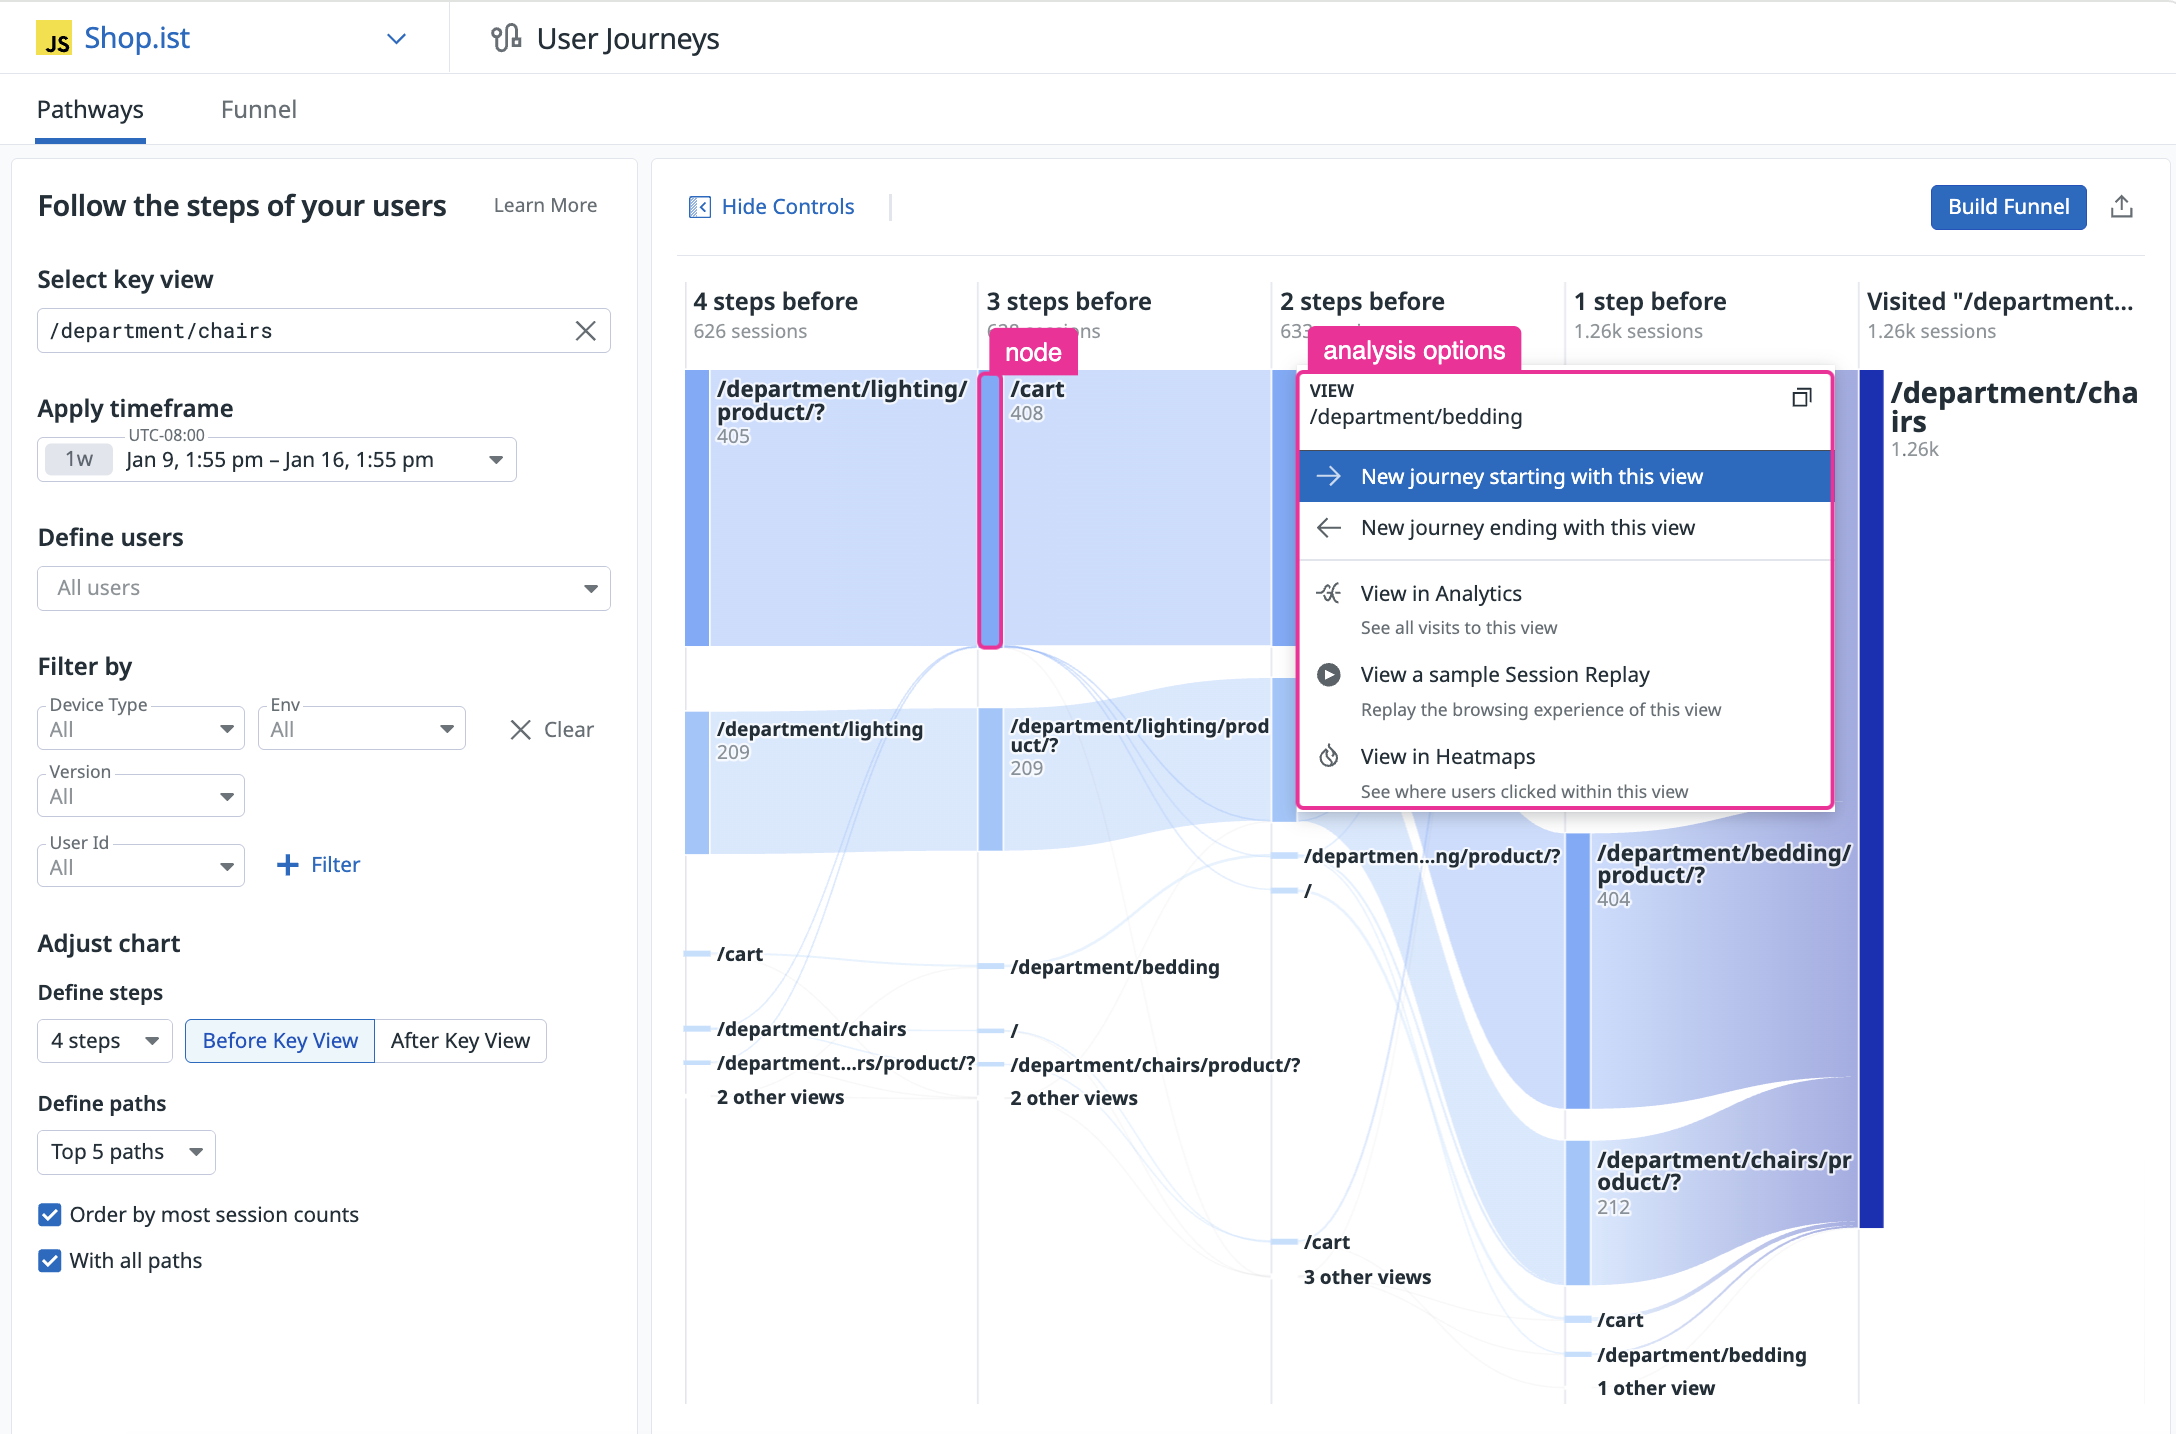 JS Shop.ist
User Journeys
Pathways
Funnel
Follow the steps of your users
Learn More
Select key view
/department/chairs
Apply timeframe
UTC-08:00
1w Jan 9, 1:55 pm – Jan 16, 1:55 pm
Define users
All users
Filter by
Device Type
All
Env
All
Clear
Version
All
User Id
All
Filter
Adjust chart
Define steps
4 steps
Before Key View
After Key View
Define paths
Top 5 paths
Order by most session counts
With all paths
Hide Controls
Build Funnel
4 steps before
626 sessions
/department/lighting/
product/?
405
/department/lighting
209
/cart
/department/chairs
/department...rs/product/?
2 other views
3 steps before
node
/cart
408
/department/lighting/prod
uct/?
209
/department/bedding
/
/department/chairs/product/?
2 other views
2 steps before
633
analysis options
VIEW
/department/bedding
New journey starting with this view
New journey ending with this view
View in Analytics
See all visits to this view
View a sample Session Replay
Replay the browsing experience of this view
View in Heatmaps
See where users clicked within this view
/departmen...ng/product/?
/
/cart
3 other views
1 step before
1.26k sessions
/department/bedding/
product/?
404
/department/chairs/pr
oduct/?
212
/cart
/department/bedding
1 other view
Visited "/department...
1.26k sessions
/department/cha
irs
1.26k